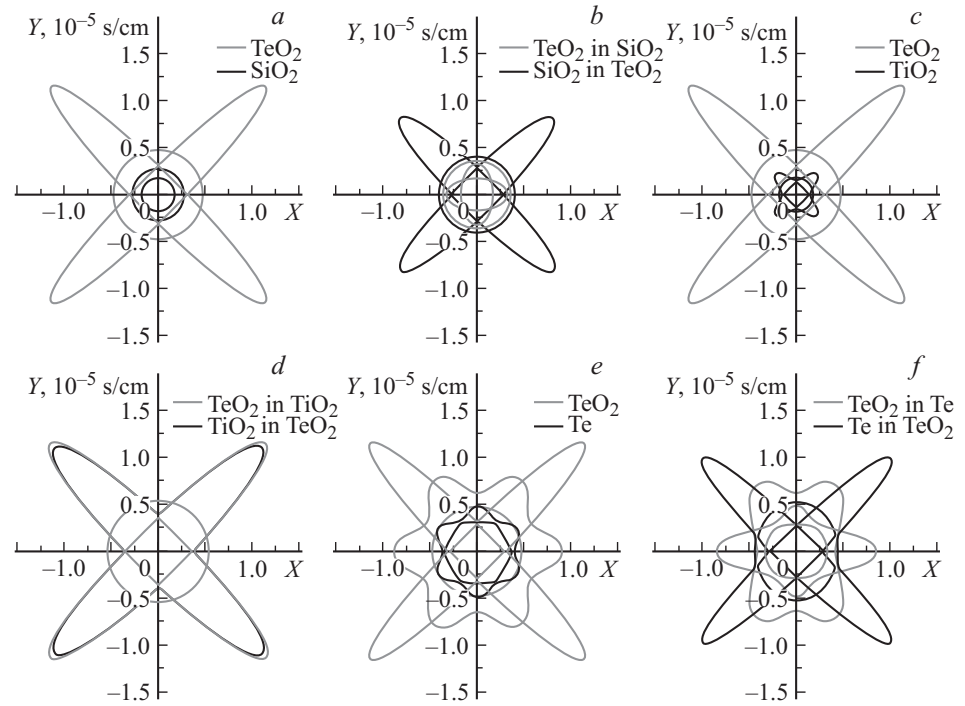 Y, 10⁻⁵ s/cm a
TeO₂
SiO₂
1.5
1.0
0.5
0
–1.0 1.0 X
–0.5
–1.0
–1.5
Y, 10⁻⁵ s/cm b
TeO₂ in SiO₂
SiO₂ in TeO₂
1.5
1.0
0.5
0
–1.0 1.0 X
–0.5
–1.0
–1.5
Y, 10⁻⁵ s/cm c
TeO₂
TiO₂
1.5
1.0
0.5
0
–1.0 1.0 X
–0.5
–1.0
–1.5
Y, 10⁻⁵ s/cm d
TeO₂ in TiO₂
TiO₂ in TeO₂
1.5
1.0
0.5
0
–1.0 1.0 X
–0.5
–1.0
–1.5
Y, 10⁻⁵ s/cm e
TeO₂
Te
1.5
1.0
0.5
0
–1.0 1.0 X
–0.5
–1.0
–1.5
Y, 10⁻⁵ s/cm f
TeO₂ in Te
Te in TeO₂
1.5
1.0
0.5
0
–1.0 1.0 X
–0.5
–1.0
–1.5